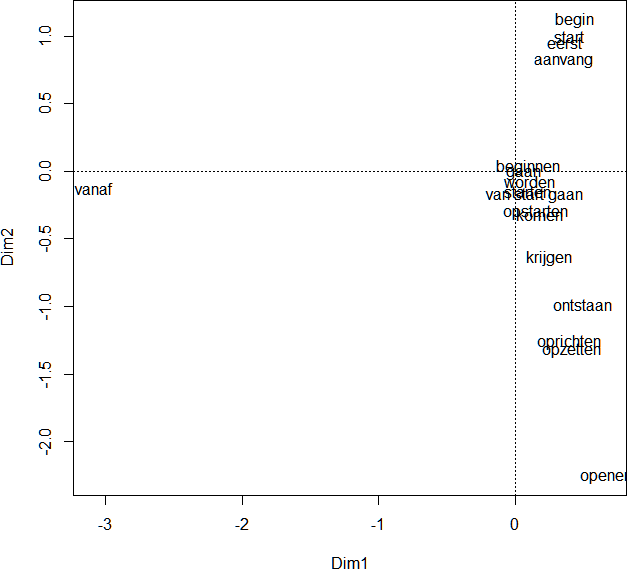 begin
start
eerst
aanvang
beginnen
gaan
worden
starten
van start gaan
opstarten
komen
krijgen
ontstaan
oprichten
opzetten
openen
vanaf
1.0
0.5
0.0
-0.5
-1.0
-1.5
-2.0
Dim2
-3 -2 -1 0
Dim1